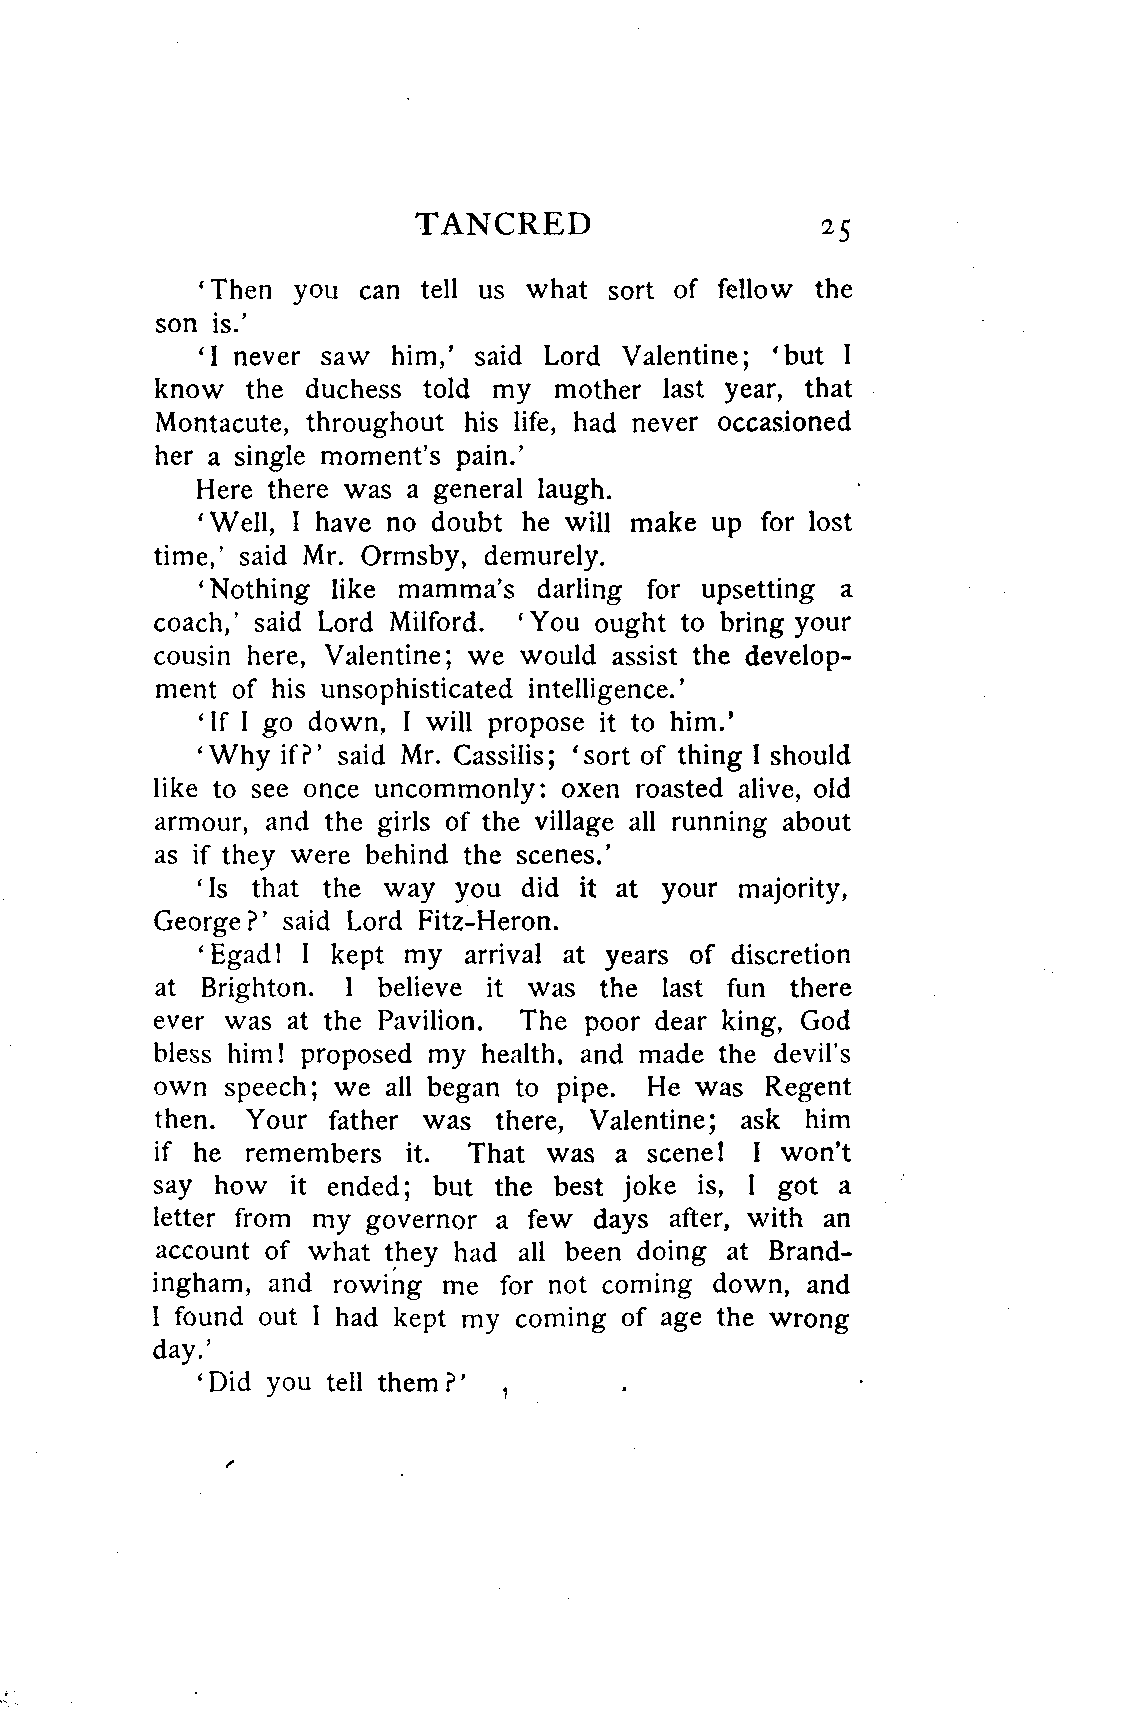 TANCRED 25
‘Then you can tell us what sort of fellow the
son is.’
‘I never saw him,’ said Lord Valentine; ‘but I
know the duchess told my mother last year, that
Montacute, throughout his life, had never occasioned
her a single moment’s pain.’
Here there was a general laugh.
‘Well, I have no doubt he will make up for lost
time,’ said Mr. Ormsby, demurely.
‘Nothing like mamma’s darling for upsetting a
coach,’ said Lord Milford. ‘You ought to bring your
cousin here, Valentine; we would assist the develop-
ment of his unsophisticated intelligence.’
‘If I go down, I will propose it to him.’
‘Why if?’ said Mr. Cassilis; ‘sort of thing I should
like to see once uncommonly: oxen roasted alive, old
armour, and the girls of the village all running about
as if they were behind the scenes.’
‘Is that the way you did it at your majority,
George?’ said Lord Fitz-Heron.
‘Egad! I kept my arrival at years of discretion
at Brighton. I believe it was the last fun there
ever was at the Pavilion. The poor dear king, God
bless him! proposed my health, and made the devil’s
own speech; we all began to pipe. He was Regent
then. Your father was there, Valentine; ask him
if he remembers it. That was a scene! I won’t
say how it ended; but the best joke is, I got a
letter from my governor a few days after, with an
account of what they had all been doing at Brand-
ingham, and rowing me for not coming down, and
I found out I had kept my coming of age the wrong
day.’
‘Did you tell them?’